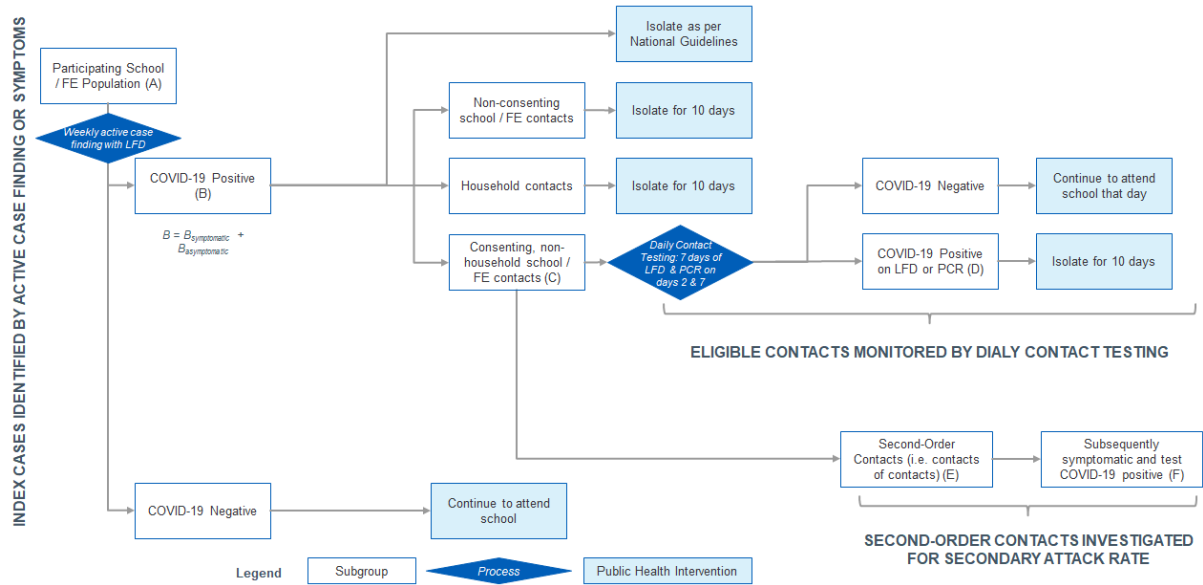 INDEX CASES IDENTIFIED BY ACTIVE CASE FINDING OR SYMPTOMS
Participating School
/ FE Population (A)
Weekly active case
finding with LFD
COVID-19 Positive
(B)
B = Bsymptomatic +
Basymptomatic
Isolate as per
National Guidelines
Non-consenting
school / FE contacts
Isolate for 10 days
Household contacts
Isolate for 10 days
Consenting, non-
household school /
FE contacts (C)
Daily Contact
Testing: 7 days of
LFD & PCR on
days 2 & 7
COVID-19 Negative
Continue to attend
school that day
COVID-19 Positive
on LFD or PCR (D)
Isolate for 10 days
ELIGIBLE CONTACTS MONITORED BY DIALY CONTACT TESTING
Second-Order
Contacts (i.e. contacts
of contacts) (E)
Subsequently
symptomatic and test
COVID-19 positive (F)
SECOND-ORDER CONTACTS INVESTIGATED
FOR SECONDARY ATTACK RATE
COVID-19 Negative
Continue to attend
school
Legend
Subgroup
Process
Public Health Intervention